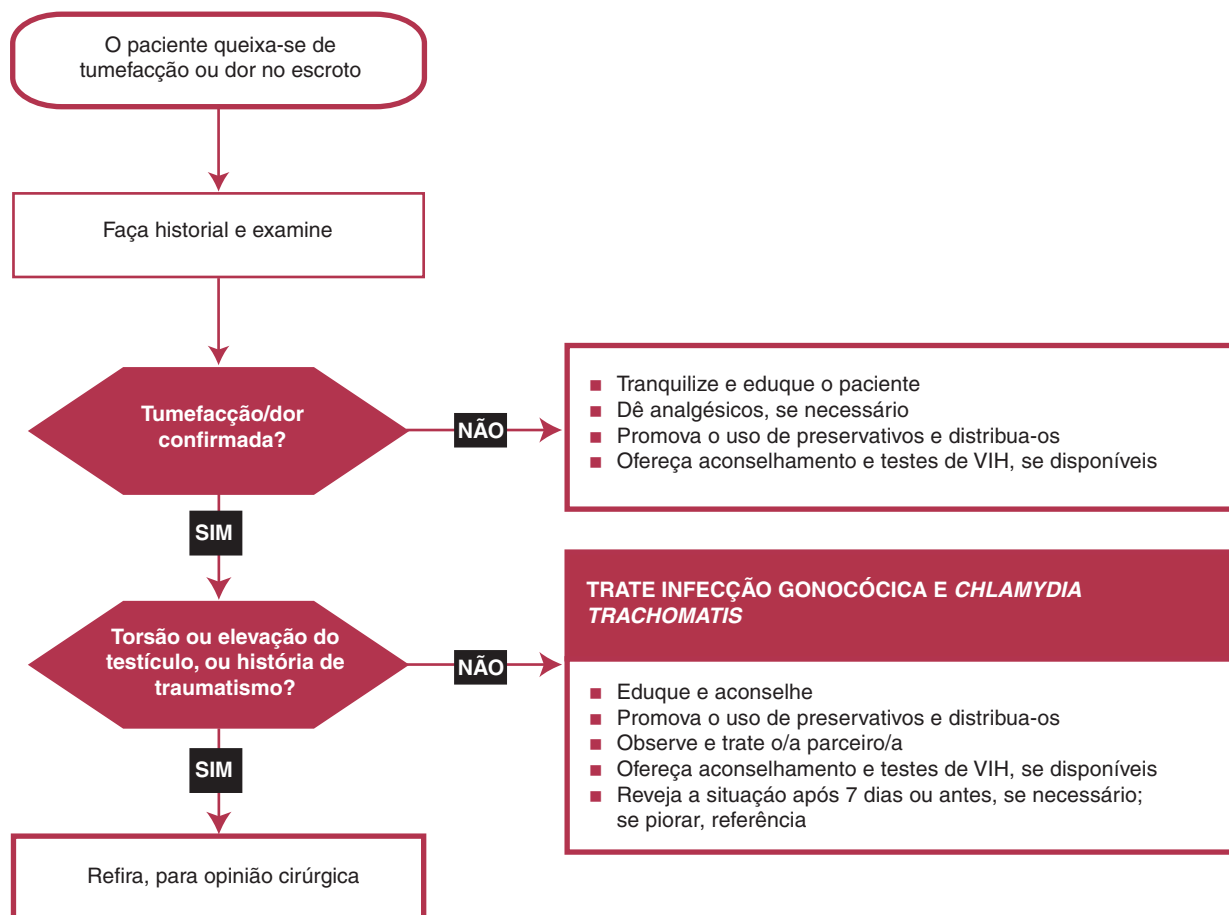 O paciente queixa-se de
tumefacção ou dor no escroto
Faça historial e examine
Tumefacção/dor
confirmada?
NÃO
■ Tranquilize e eduque o paciente
■ Dê analgésicos, se necessário
■ Promova o uso de preservativos e distribua-os
■ Ofereça aconselhamento e testes de VIH, se disponíveis
SIM
Torsão ou elevação do
testículo, ou história de
traumatismo?
NÃO
TRATE INFECÇÃO GONOCÓCICA E CHLAMYDIA
TRACHOMATIS
■ Eduque e aconselhe
■ Promova o uso de preservativos e distribua-os
■ Observe e trate o/a parceiro/a
■ Ofereça aconselhamento e testes de VIH, se disponíveis
■ Reveja a situaçáo após 7 dias ou antes, se necessário;
se piorar, referência
SIM
Refira, para opinião cirúrgica